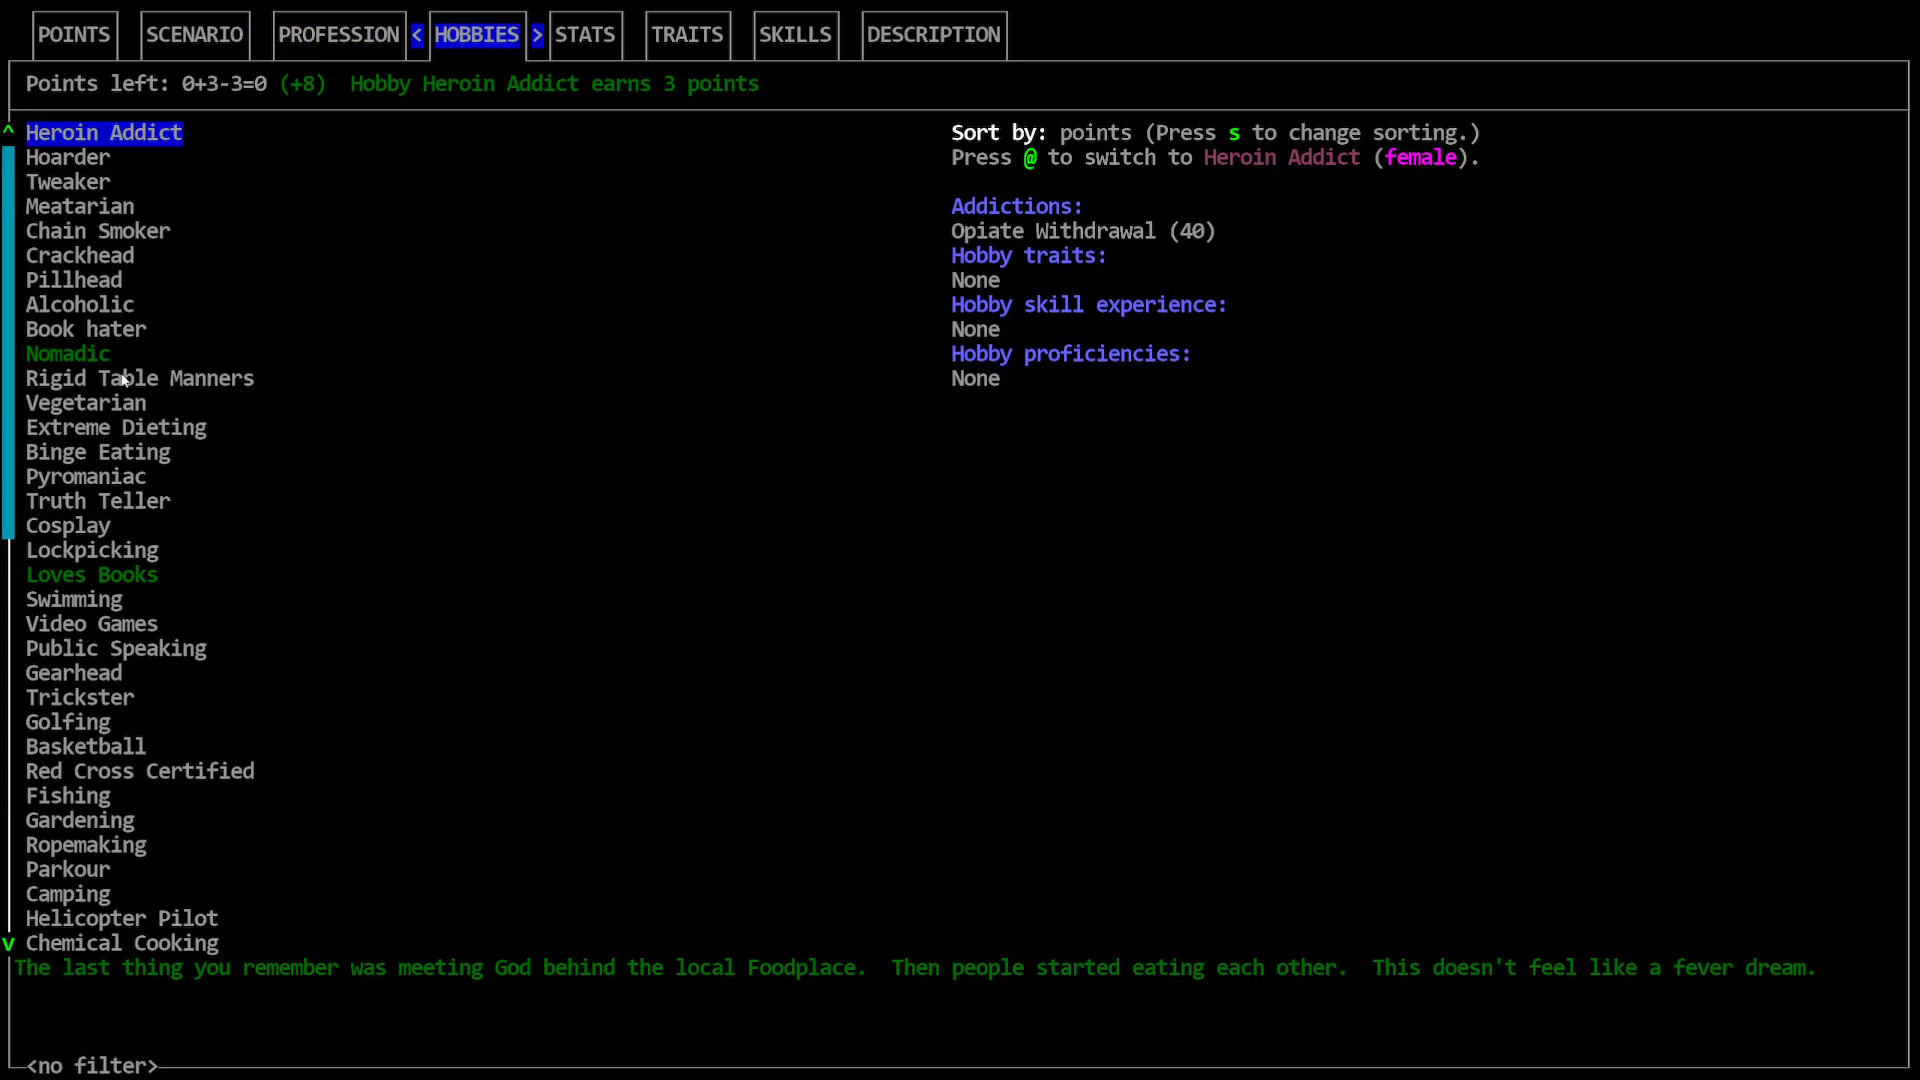 POINTS SCENARIO PROFESSION < HOBBIES > STATS TRAITS SKILLS DESCRIPTION
Points left: 0+3-3=0 (+8) Hobby Heroin Addict earns 3 points
^ Heroin Addict
Hoarder
Tweaker
Meatarian
Chain Smoker
Crackhead
Pillhead
Alcoholic
Book hater
Nomadic
Rigid Table Manners
Vegetarian
Extreme Dieting
Binge Eating
Pyromaniac
Truth Teller
Cosplay
Lockpicking
Loves Books
Swimming
Video Games
Public Speaking
Gearhead
Trickster
Golfing
Basketball
Red Cross Certified
Fishing
Gardening
Ropemaking
Parkour
Camping
Helicopter Pilot
v Chemical Cooking
Sort by: points (Press s to change sorting.)
Press @ to switch to Heroin Addict (female).
Addictions:
Opiate Withdrawal (40)
Hobby traits:
None
Hobby skill experience:
None
Hobby proficiencies:
None
The last thing you remember was meeting God behind the local Foodplace. Then people started eating each other. This doesn't feel like a fever dream.
<no filter>